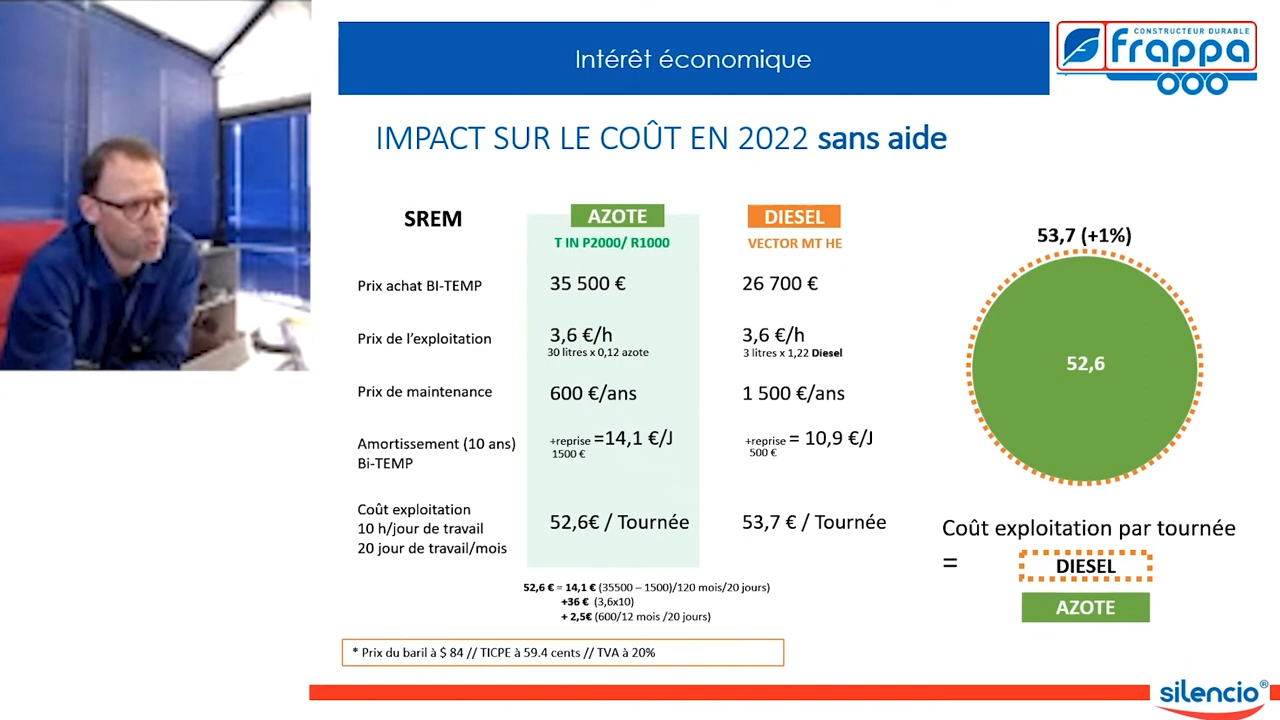 Intérêt économique
CONSTRUCTEUR DURABLE
frappa
IMPACT SUR LE COÛT EN 2022 sans aide
SREM
AZOTE
DIESEL
T IN P2000/ R1000
VECTOR MT HE
Prix achat BI-TEMP
35 500 €
26 700 €
Prix de l'exploitation
3,6 €/h
30 litres x 0,12 azote
3,6 €/h
3 litres x 1,22 Diesel
Prix de maintenance
600 €/ans
1 500 €/ans
Amortissement (10 ans)
Bi-TEMP
+reprise =14,1 €/J
1500 €
+reprise = 10,9 €/J
500 €
Coût exploitation
10 h/jour de travail
20 jour de travail/mois
52,6€ / Tournée
53,7 € / Tournée
52,6 € = 14,1 € (35500 – 1500)/120 mois/20 jours)
+36 € (3,6x10)
+ 2,5€ (600/12 mois /20 jours)
53,7 (+1%)
52,6
Coût exploitation par tournée
=
DIESEL
AZOTE
* Prix du baril à $ 84 // TICPE à 59.4 cents // TVA à 20%
silencio®